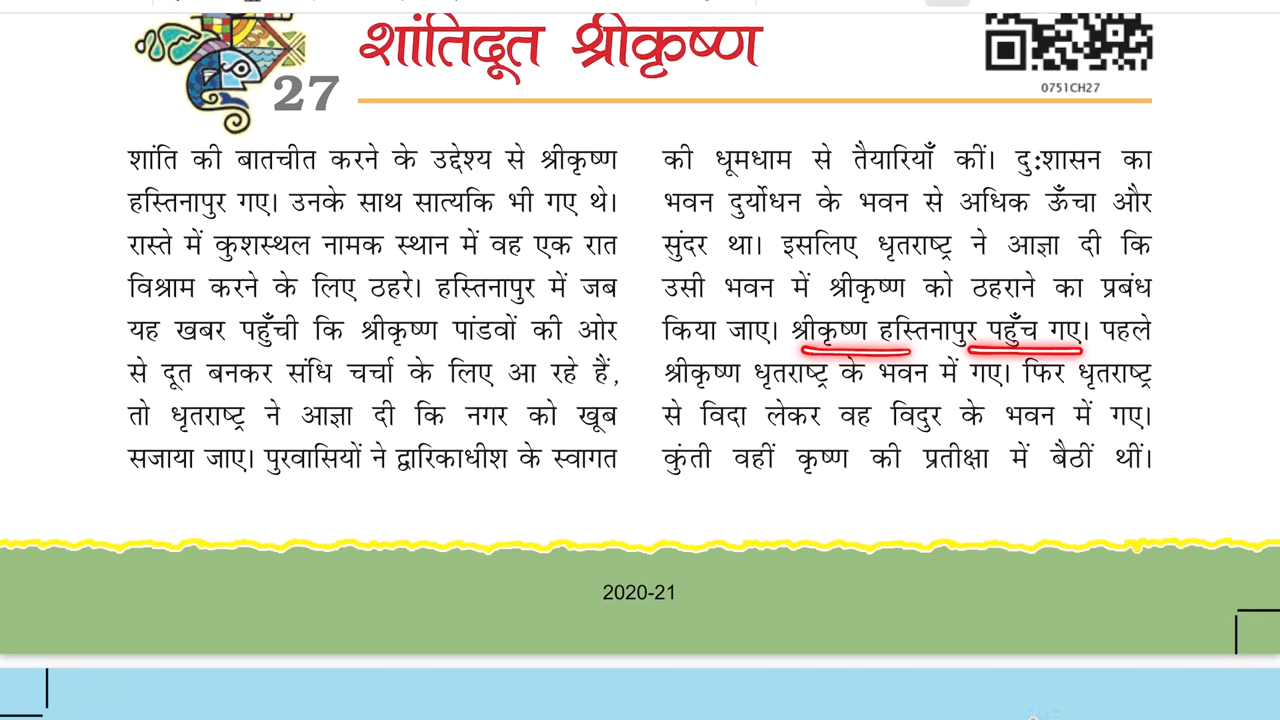 शांतिदूत श्रीकृष्ण
27
0751CH27
शांति की बातचीत करने के उद्देश्य से श्रीकृष्ण
हस्तिनापुर गए। उनके साथ सात्यकि भी गए थे।
रास्ते में कुशस्थल नामक स्थान में वह एक रात
विश्राम करने के लिए ठहरे। हस्तिनापुर में जब
यह खबर पहुँची कि श्रीकृष्ण पांडवों की ओर
से दूत बनकर संधि चर्चा के लिए आ रहे हैं,
तो धृतराष्ट्र ने आज्ञा दी कि नगर को खूब
सजाया जाए। पुरवासियों ने द्वारिकाधीश के स्वागत
की धूमधाम से तैयारियाँ कीं। दुःशासन का
भवन दुर्योधन के भवन से अधिक ऊँचा और
सुंदर था। इसलिए धृतराष्ट्र ने आज्ञा दी कि
उसी भवन में श्रीकृष्ण को ठहराने का प्रबंध
किया जाए। श्रीकृष्ण हस्तिनापुर पहुँच गए। पहले
श्रीकृष्ण धृतराष्ट्र के भवन में गए। फिर धृतराष्ट्र
से विदा लेकर वह विदुर के भवन में गए।
कुंती वहीं कृष्ण की प्रतीक्षा में बैठीं थीं।
2020-21